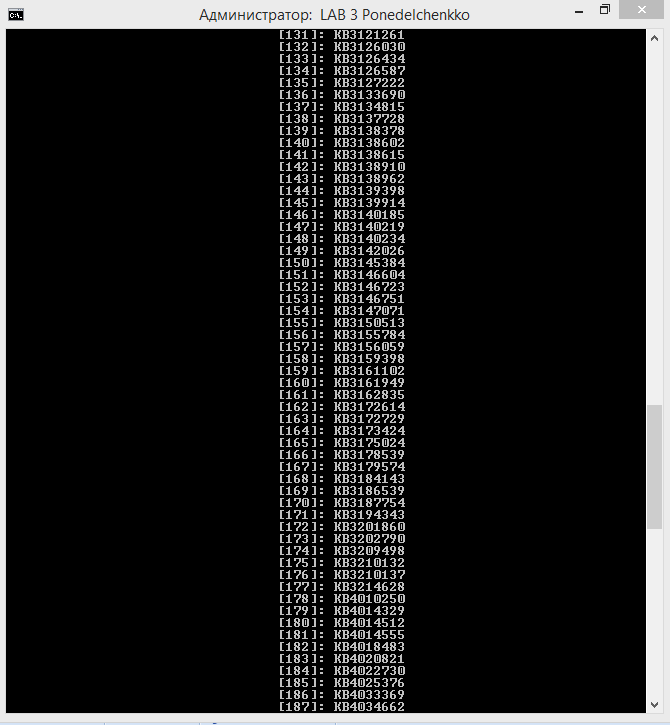 Администратор: LAB 3 Ponedelchenkko
[131]: KB3121261
[132]: KB3126030
[133]: KB3126434
[134]: KB3126587
[135]: KB3127222
[136]: KB3133690
[137]: KB3134815
[138]: KB3137728
[139]: KB3138378
[140]: KB3138602
[141]: KB3138615
[142]: KB3138910
[143]: KB3138962
[144]: KB3139398
[145]: KB3139914
[146]: KB3140185
[147]: KB3140219
[148]: KB3140234
[149]: KB3142026
[150]: KB3145384
[151]: KB3146604
[152]: KB3146723
[153]: KB3146751
[154]: KB3147071
[155]: KB3150513
[156]: KB3155784
[157]: KB3156059
[158]: KB3159398
[159]: KB3161102
[160]: KB3161949
[161]: KB3162835
[162]: KB3172614
[163]: KB3172729
[164]: KB3173424
[165]: KB3175024
[166]: KB3178539
[167]: KB3179574
[168]: KB3184143
[169]: KB3186539
[170]: KB3187754
[171]: KB3194343
[172]: KB3201860
[173]: KB3202790
[174]: KB3209498
[175]: KB3210132
[176]: KB3210137
[177]: KB3214628
[178]: KB4010250
[179]: KB4014329
[180]: KB4014512
[181]: KB4014555
[182]: KB4018483
[183]: KB4020821
[184]: KB4022730
[185]: KB4025376
[186]: KB4033369
[187]: KB4034662